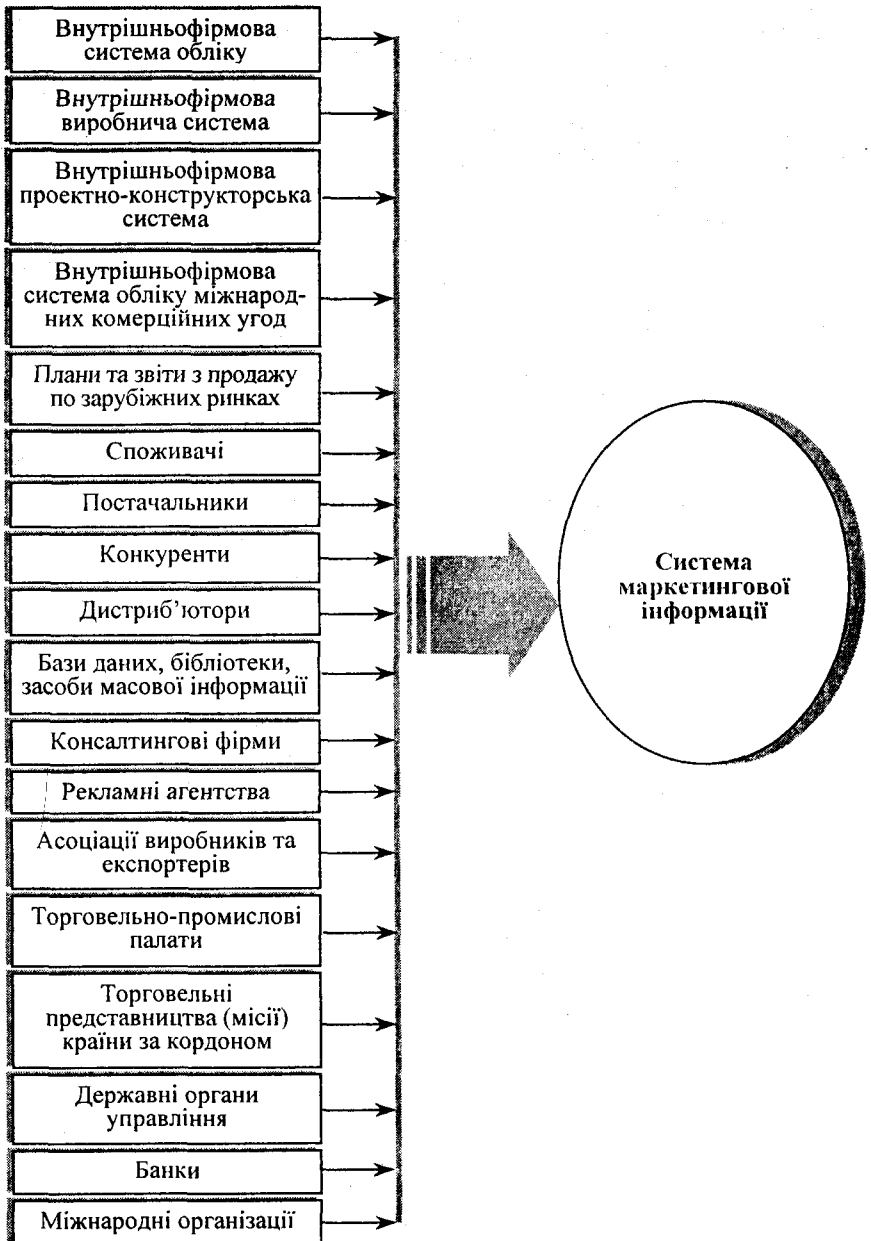 Внутрішньофірмова
система обліку
Внутрішньофірмова
виробнича система
Внутрішньофірмова
проектно-конструкторська
система
Внутрішньофірмова
система обліку міжнарод-
них комерційних угод
Плани та звіти з продажу
по зарубіжних ринках
Споживачі
Постачальники
Конкуренти
Дистриб’ютори
Бази даних, бібліотеки,
засоби масової інформації
Консалтингові фірми
Рекламні агентства
Асоціації виробників та
експортерів
Торговельно-промислові
палати
Торговельні
представництва (місії)
країни за кордоном
Державні органи
управління
Банки
Міжнародні організації
Система
маркетингової
інформації